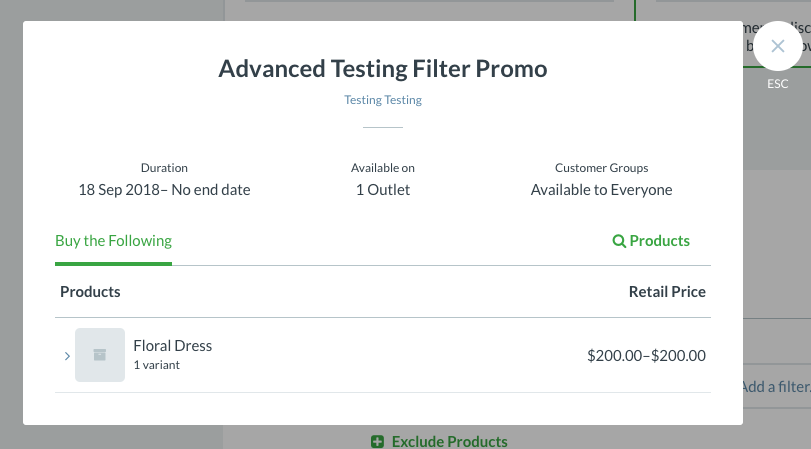 Advanced Testing Filter Promo
Testing Testing
ESC
Duration
18 Sep 2018– No end date
Available on
1 Outlet
Customer Groups
Available to Everyone
Buy the Following
Products
Products
Retail Price
Floral Dress
1 variant
$200.00–$200.00
Add a filter.
Exclude Products